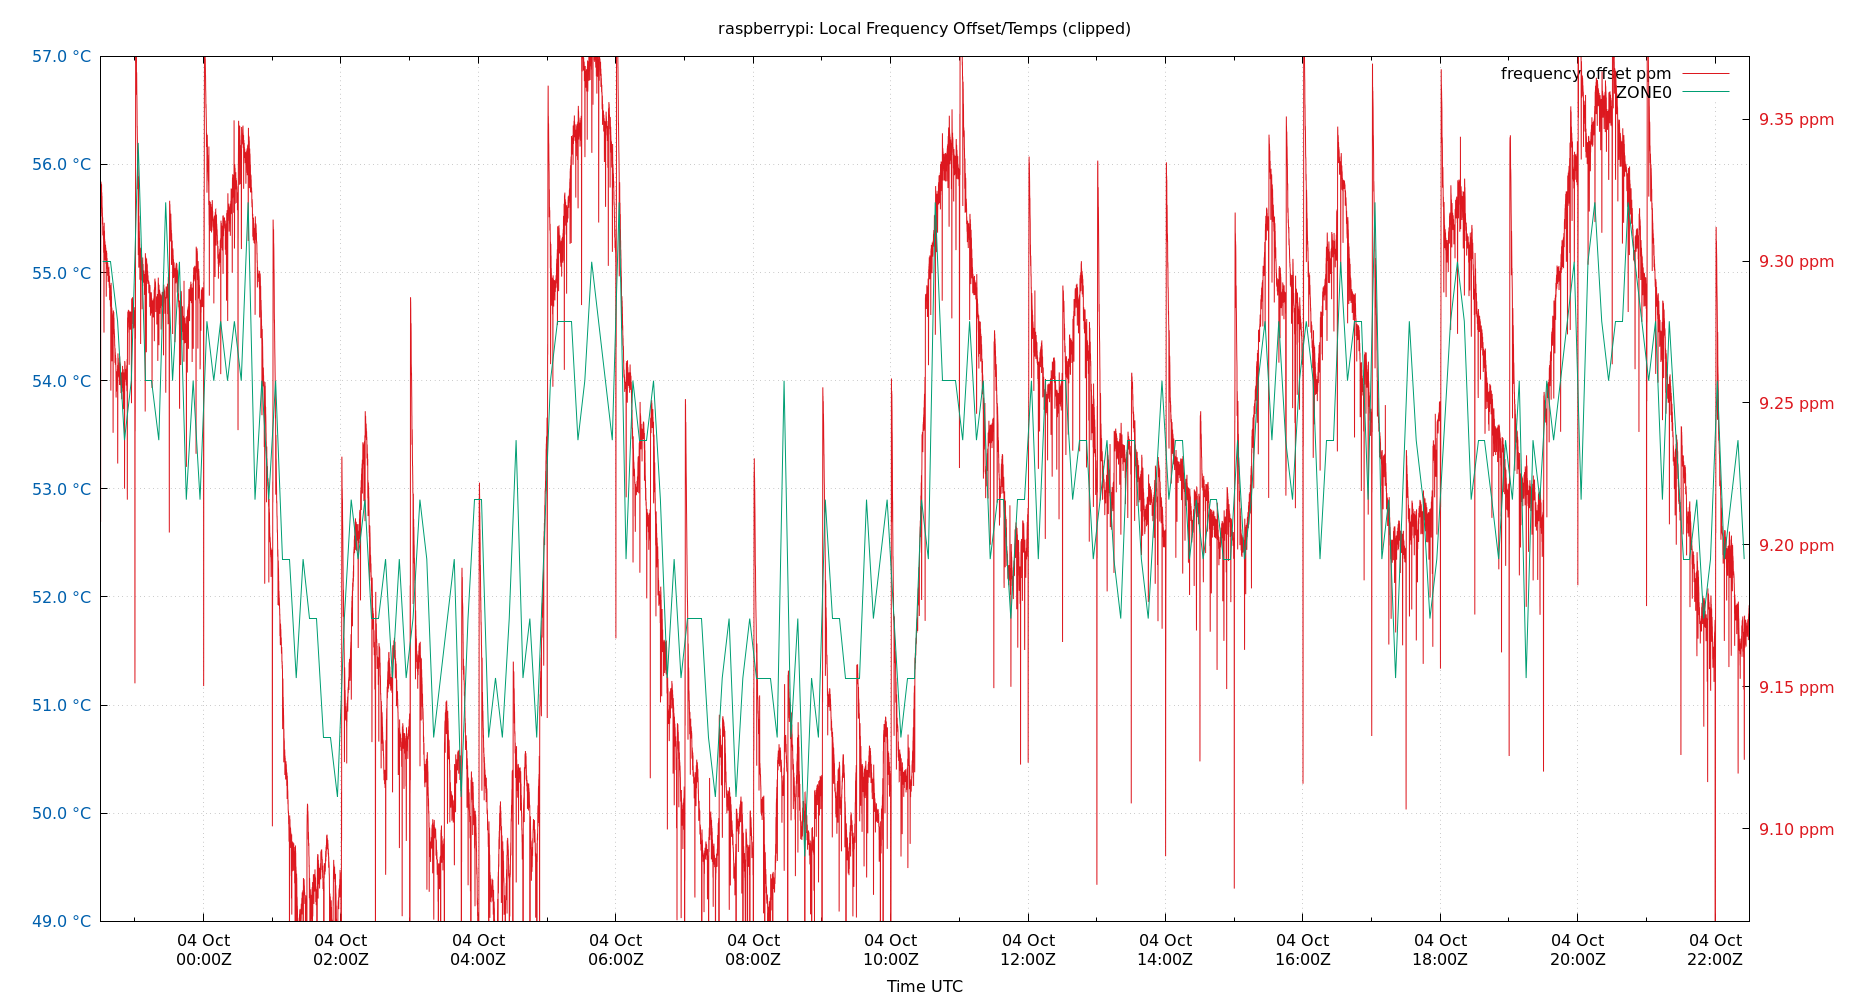 raspberrypi: Local Frequency Offset/Temps (clipped)
frequency offset ppm
ZONE0
57.0 °C
56.0 °C
55.0 °C
54.0 °C
53.0 °C
52.0 °C
51.0 °C
50.0 °C
49.0 °C
9.35 ppm
9.30 ppm
9.25 ppm
9.20 ppm
9.15 ppm
9.10 ppm
04 Oct 04 Oct 04 Oct 04 Oct 04 Oct 04 Oct 04 Oct 04 Oct 04 Oct 04 Oct 04 Oct 04 Oct
00:00Z 02:00Z 04:00Z 06:00Z 08:00Z 10:00Z 12:00Z 14:00Z 16:00Z 18:00Z 20:00Z 22:00Z
Time UTC